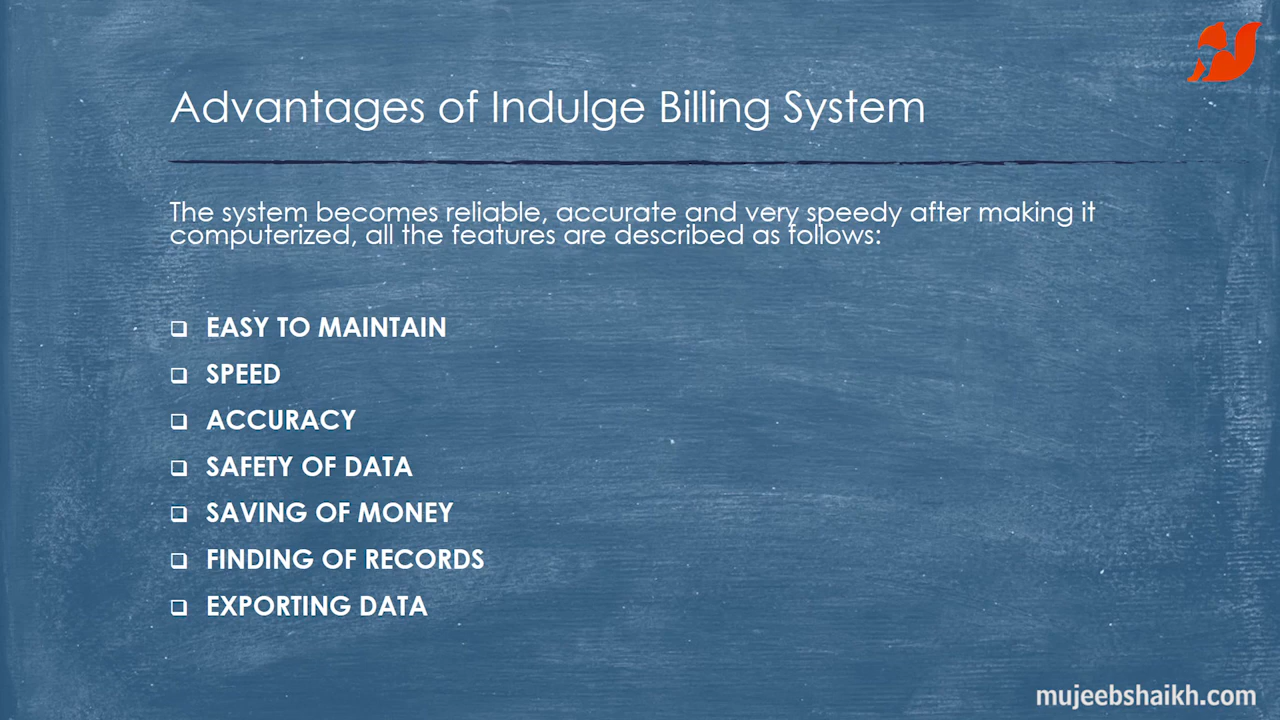 Advantages of Indulge Billing System
The system becomes reliable, accurate and very speedy after making it
computerized, all the features are described as follows:
EASY TO MAINTAIN
SPEED
ACCURACY
SAFETY OF DATA
SAVING OF MONEY
FINDING OF RECORDS
EXPORTING DATA
mujeebshaikh.com